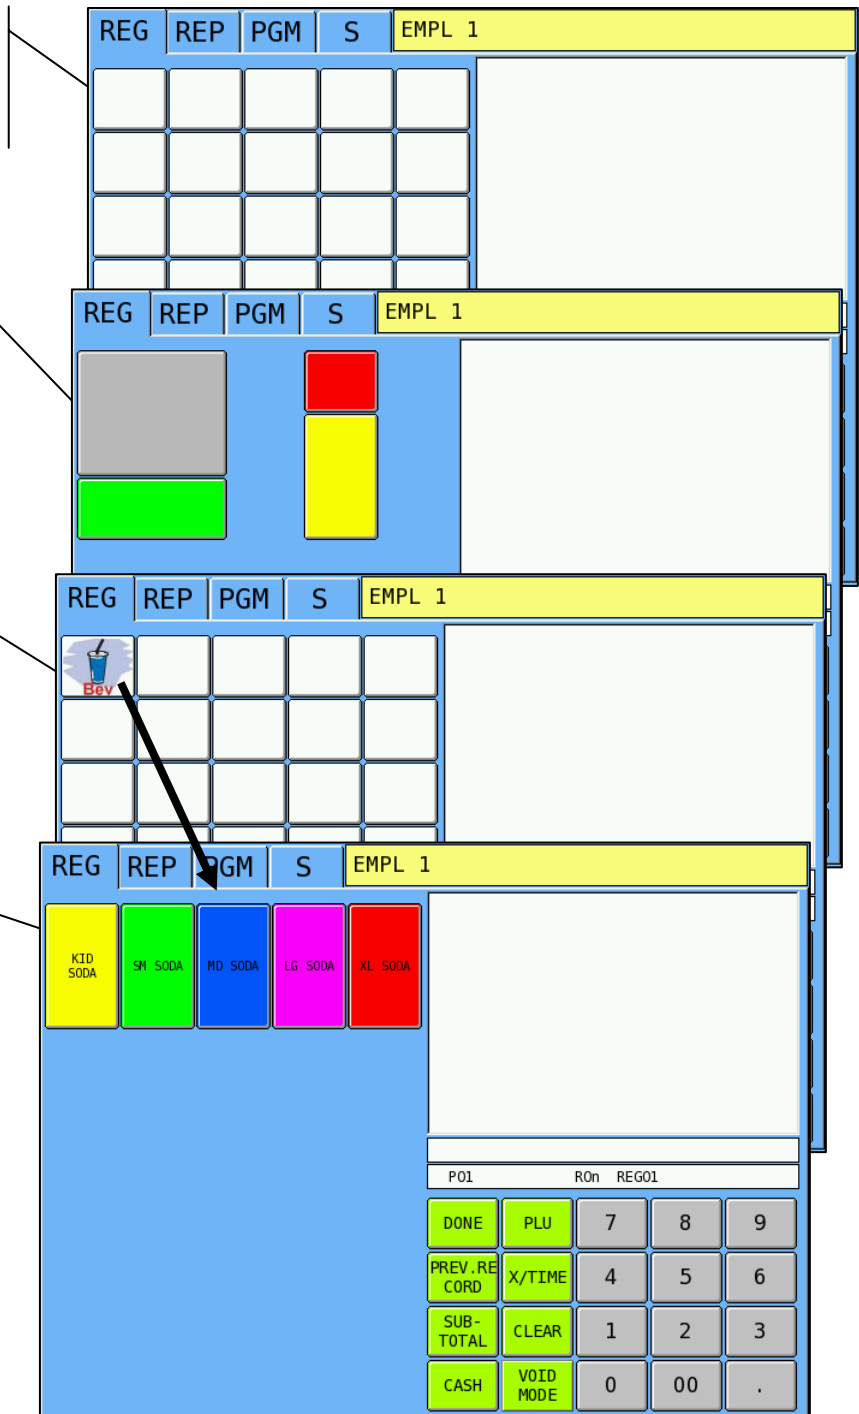 REG REP PGM S EMPL 1
REG REP PGM S EMPL 1
REG REP PGM S EMPL 1
Bev
REG REP PGM S EMPL 1
KID
SODA
SM SODA
MD SODA
LG SODA
XL SODA
P01 ROn REG01
DONE PLU 7 8 9
PREV.RE
CORD
X/TIME 4 5 6
SUB-
TOTAL
CLEAR 1 2 3
CASH
VOID
MODE
0 00 .